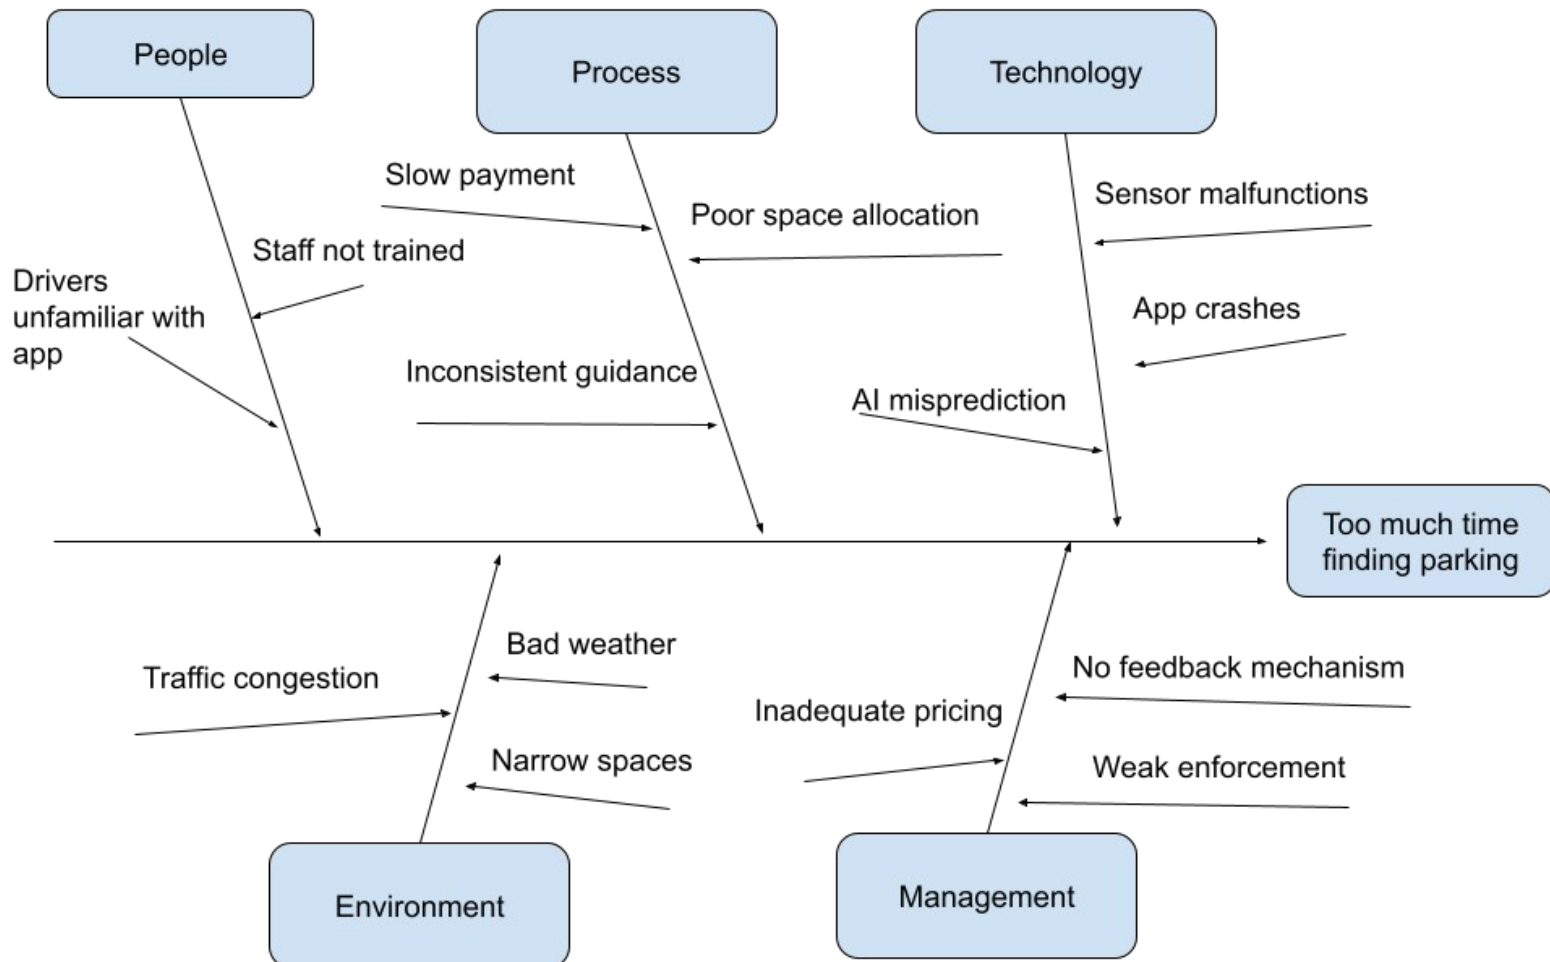 People
Process
Technology
Slow payment
Poor space allocation
Sensor malfunctions
Staff not trained
Drivers
unfamiliar with
app
App crashes
Inconsistent guidance
AI misprediction
Too much time
finding parking
Bad weather
Traffic congestion
No feedback mechanism
Inadequate pricing
Narrow spaces
Weak enforcement
Environment
Management